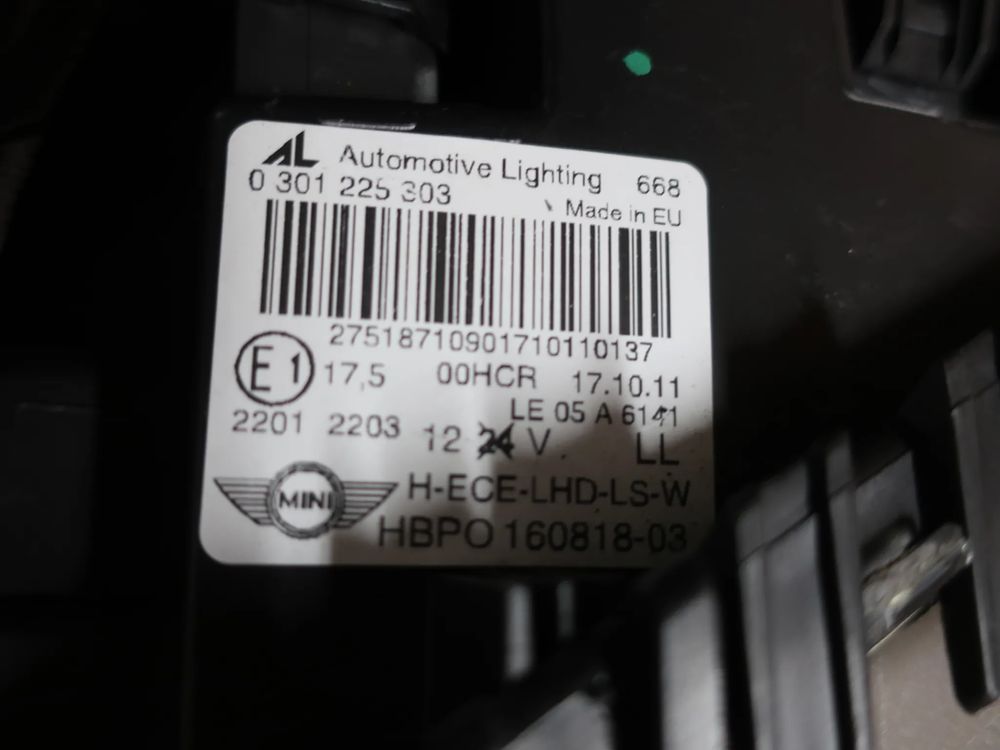 AL Automotive Lighting 668
0 301 225 303
Made in EU
27518710901710110137
E1 17,5 00HCR 17.10.11
LE 05 A 6141
2201 2203 12 24 V LL
MINI H-ECE-LHD-LS-W
HBPO 160818-03